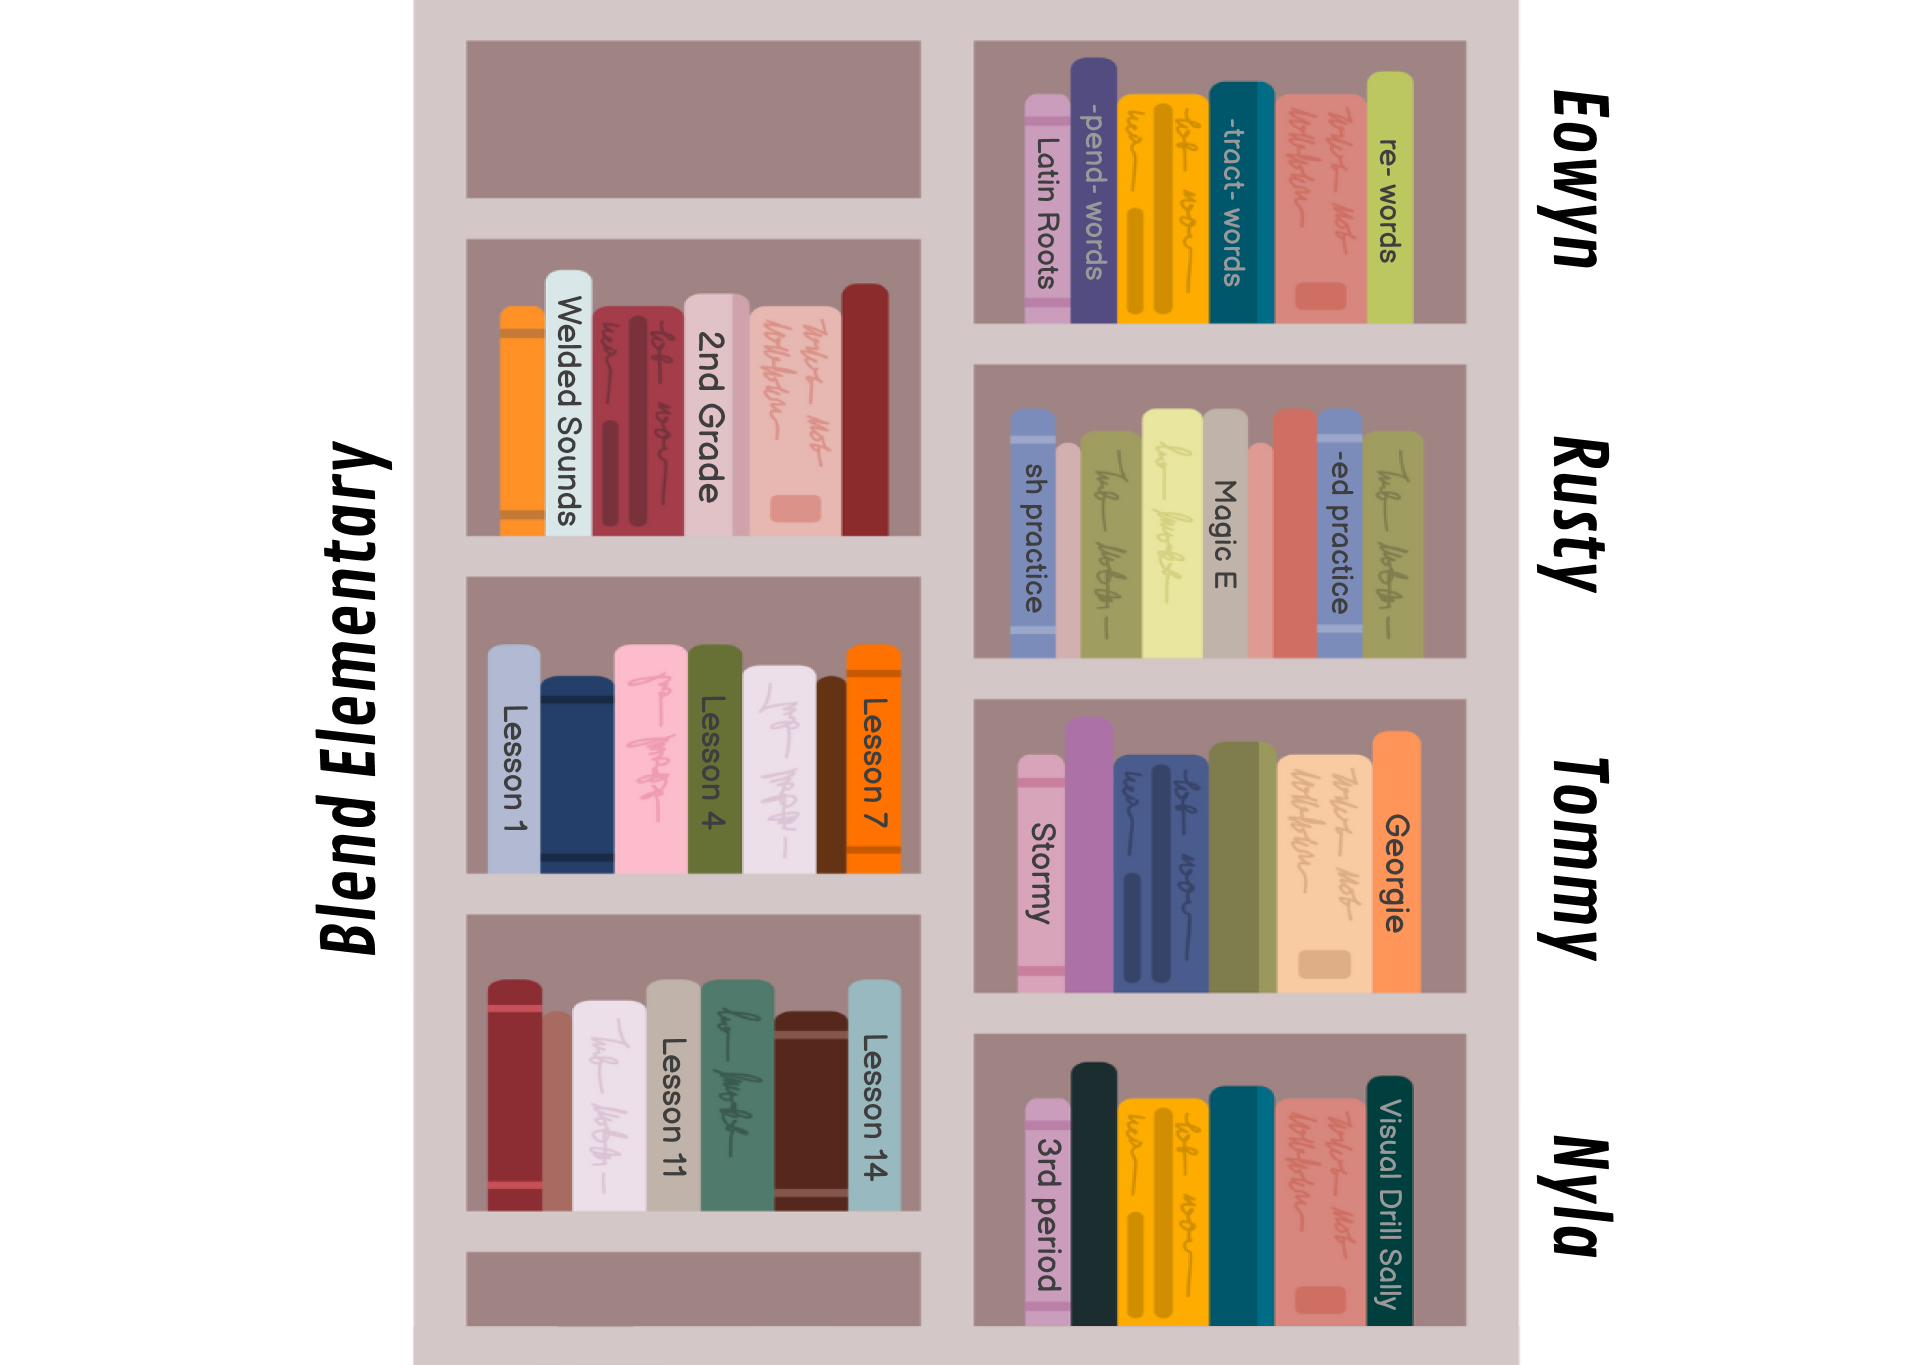 Blend Elementary
Welded Sounds
2nd Grade
Lesson 1
Lesson 4
Lesson 7
Lesson 11
Lesson 14
Latin Roots
-pend- words
-tract- words
re- words
Eowyn
sh practice
Magic E
-ed practice
Rusty
Stormy
Georgie
Tommy
3rd period
Visual Drill Sally
Nyla